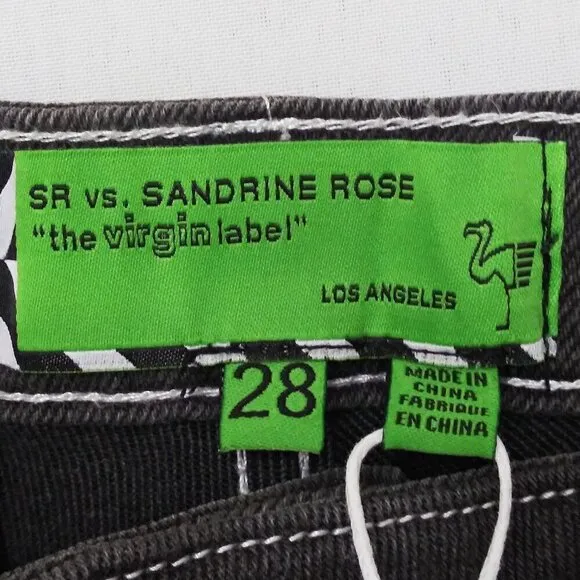 SR vs. SANDRINE ROSE
"the virgin label"
LOS ANGELES
28
MADE IN
CHINA
FABRIQUE
EN CHINA